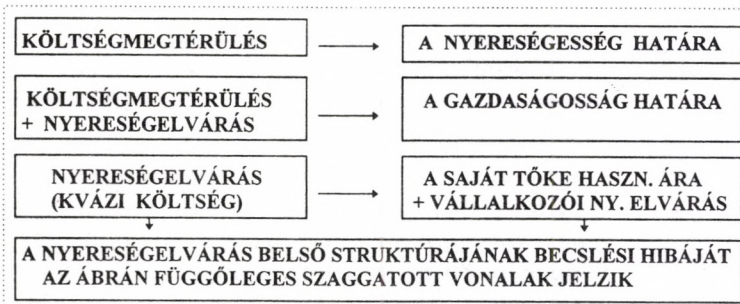 KÖLTSÉGMEGTÉRÜLÉS
A NYERESÉGESSÉG HATÁRA
KÖLTSÉGMEGTÉRÜLÉS
+ NYERESÉGELVÁRÁS
A GAZDASÁGOSSÁG HATÁRA
NYERESÉGELVÁRÁS
(KVÁZI KÖLTSÉG)
A SAJÁT TŐKE HASZN. ÁRA
+ VÁLLALKOZÓI NY. ELVÁRÁS
A NYERESÉGELVÁRÁS BELSŐ STRUKTÚRÁJÁNAK BECSLÉSI HIBÁJÁT
AZ ÁBRÁN FÜGGŐLEGES SZAGGATOTT VONALAK JELZIK